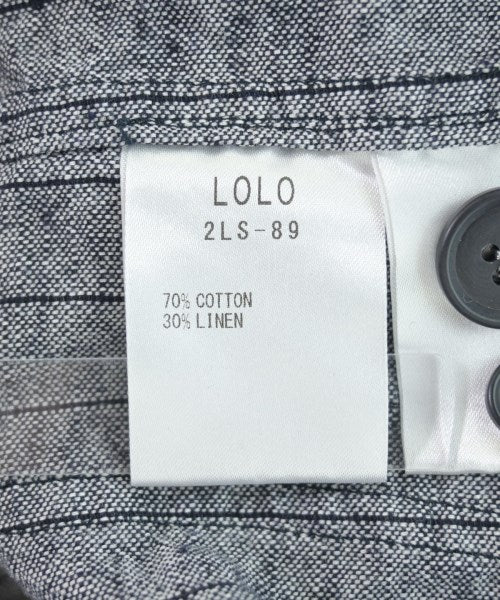 LOLO
2LS-89
70% COTTON
30% LINEN